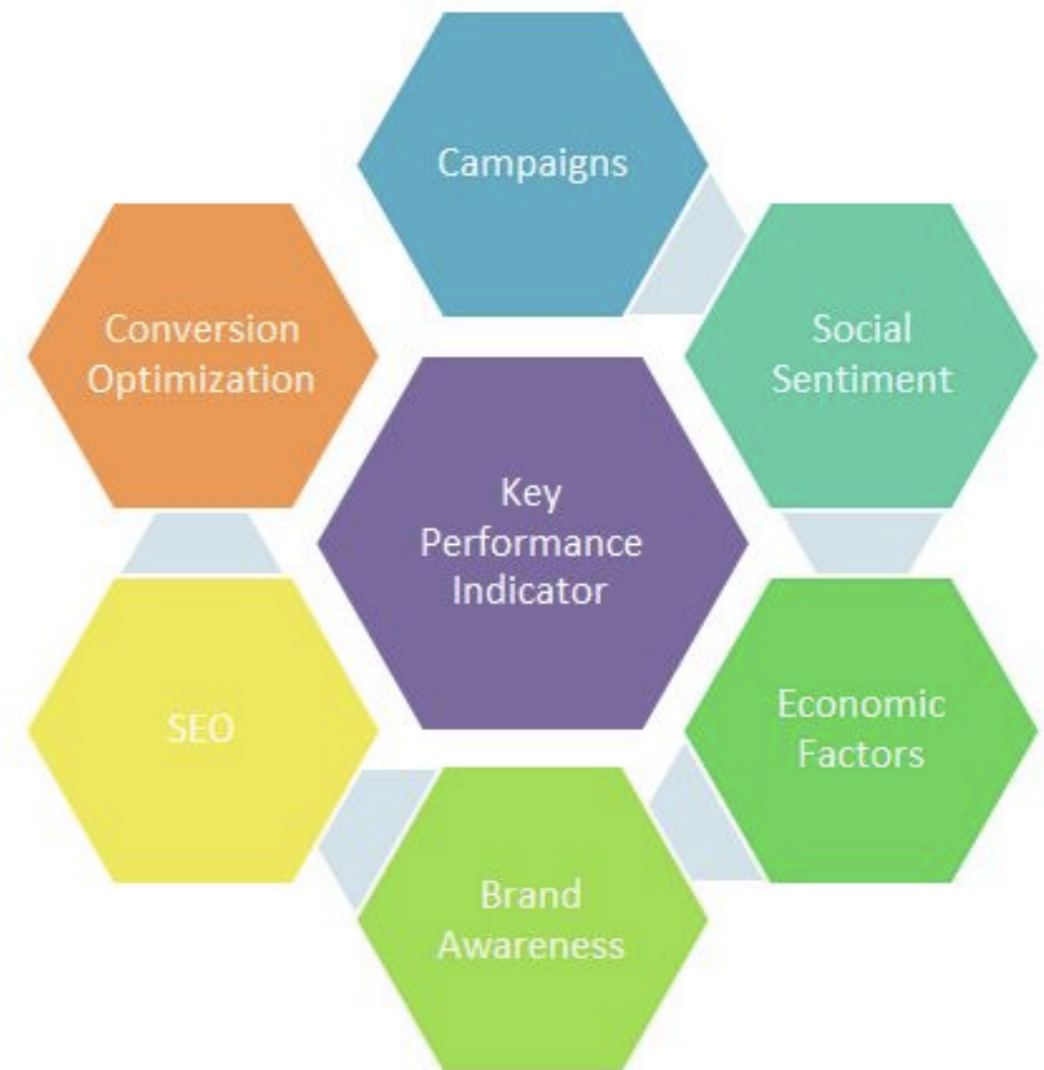 Campaigns
Conversion
Optimization
Social
Sentiment
Key
Performance
Indicator
SEO
Economic
Factors
Brand
Awareness